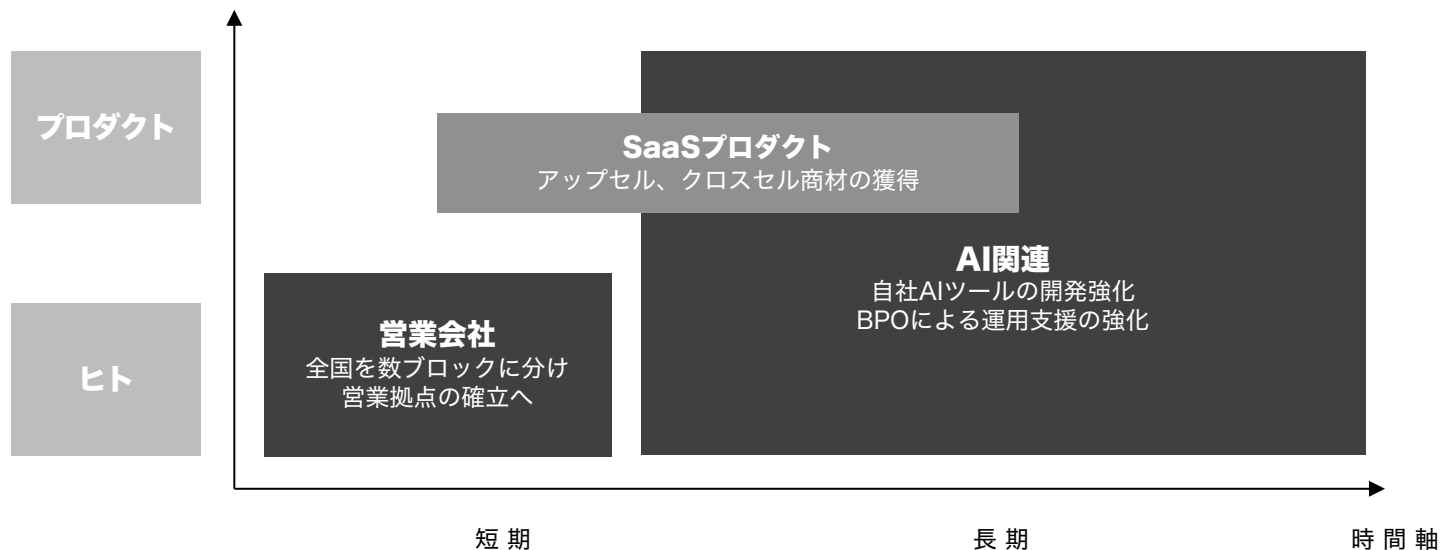 プロダクト
SaaSプロダクト
アップセル、クロスセル商材の獲得
AI関連
自社AIツールの開発強化
BPOによる運用支援の強化
ヒト
営業会社
全国を数ブロックに分け
営業拠点の確立へ
短期
長期
時間軸